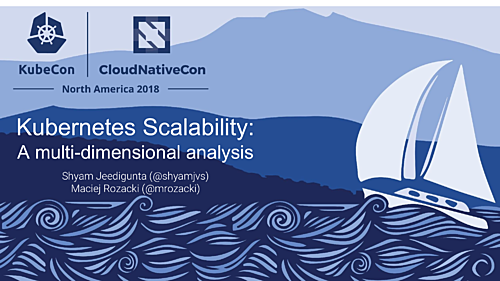 KubeCon
CloudNativeCon
North America 2018
Kubernetes Scalability:
A multi-dimensional analysis
Shyam Jeedigunta (@shyamjvs)
Maciej Rozacki (@mrozacki)